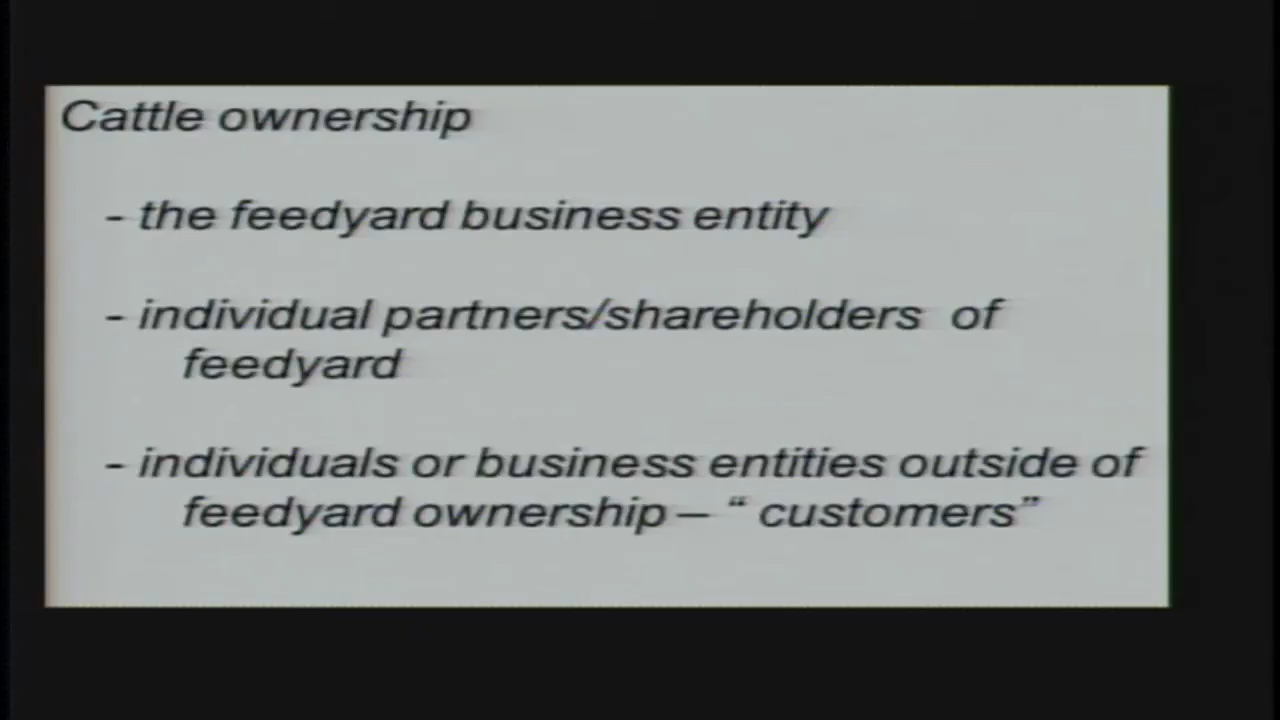 Cattle ownership
- the feedyard business entity
- individual partners/shareholders of
feedyard
- individuals or business entities outside of
feedyard ownership – “ customers”